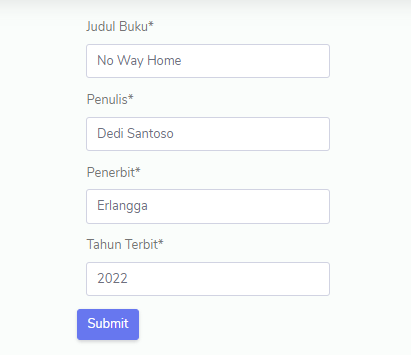 Judul Buku*
No Way Home
Penulis*
Dedi Santoso
Penerbit*
Erlangga
Tahun Terbit*
2022
Submit